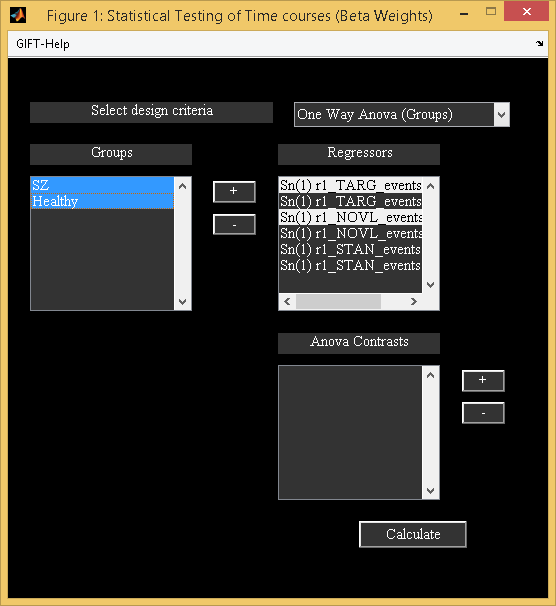 Figure 1: Statistical Testing of Time courses (Beta Weights)
GIFT-Help
Select design criteria
One Way Anova (Groups)
Groups
Regressors
SZ
Healthy
+
-
Sn(1) r1_TARG_events
Sn(1) r1_TARG_events
Sn(1) r1_NOVL_events
Sn(1) r1_NOVL_events
Sn(1) r1_STAN_events
Sn(1) r1_STAN_events
Anova Contrasts
+
-
Calculate